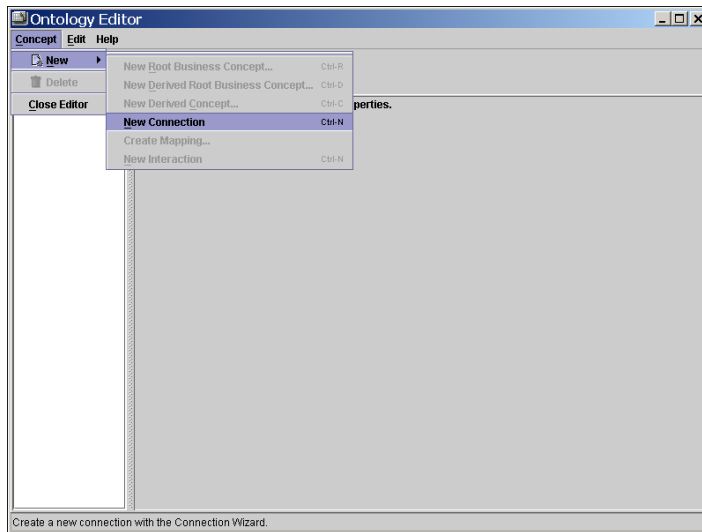 Ontology Editor
Concept Edit Help
New
Delete
Close Editor
New Root Business Concept... Ctrl-R
New Derived Root Business Concept... Ctrl-D
New Derived Concept... Ctrl-C
New Connection Ctrl-N
Create Mapping...
New Interaction Ctrl-N
perties.
Create a new connection with the Connection Wizard.